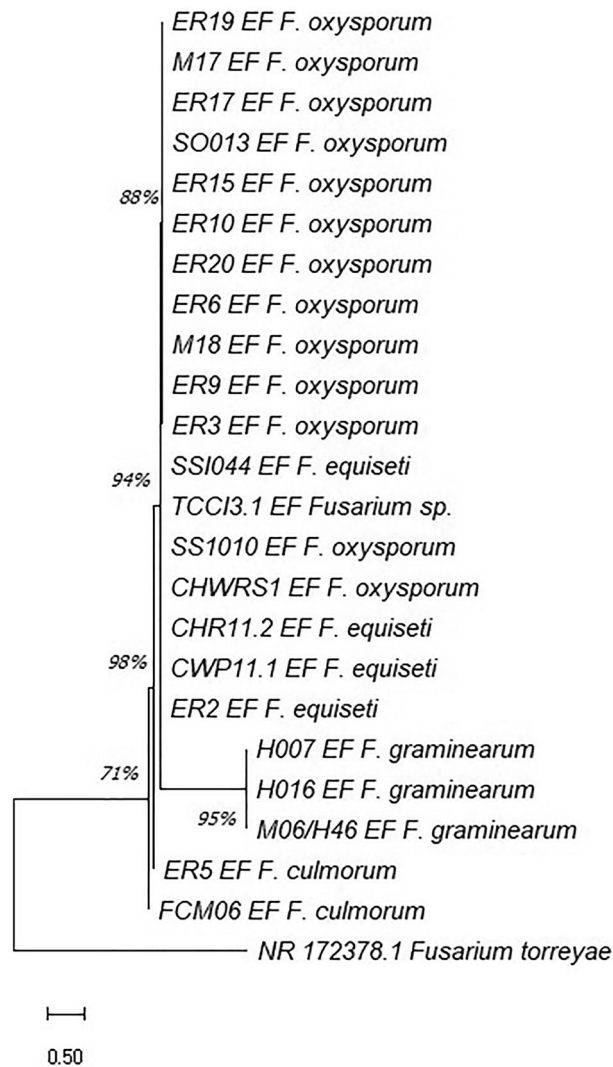 ER19 EF F. oxysporum
M17 EF F. oxysporum
ER17 EF F. oxysporum
SO013 EF F. oxysporum
ER15 EF F. oxysporum
88%
ER10 EF F. oxysporum
ER20 EF F. oxysporum
ER6 EF F. oxysporum
M18 EF F. oxysporum
ER9 EF F. oxysporum
ER3 EF F. oxysporum
SSI044 EF F. equiseti
94%
TCCI3.1 EF Fusarium sp.
SS1010 EF F. oxysporum
CHWRS1 EF F. oxysporum
CHR11.2 EF F. equiseti
98%
CWP11.1 EF F. equiseti
ER2 EF F. equiseti
H007 EF F. graminearum
71%
H016 EF F. graminearum
95%
M06/H46 EF F. graminearum
ER5 EF F. culmorum
FCM06 EF F. culmorum
NR 172378.1 Fusarium torreyae
0.50